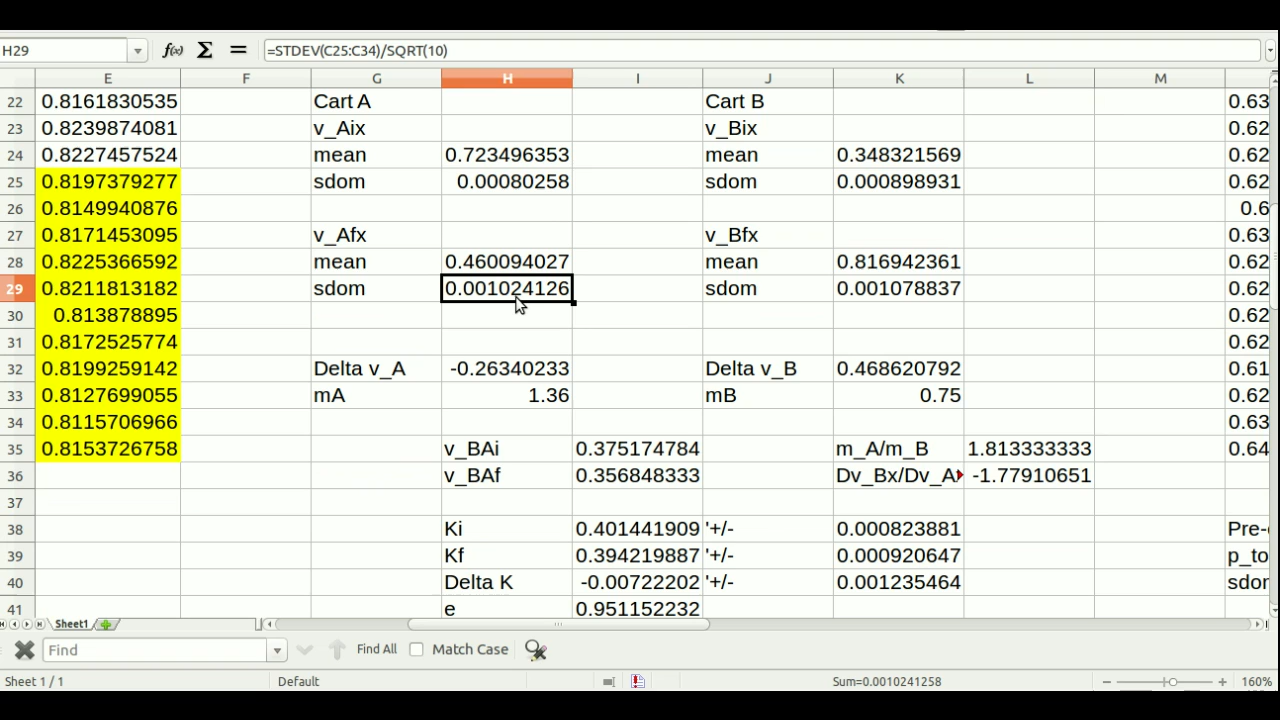 H29 =STDEV(C25:C34)/SQRT(10)
E F G H I J K L M
22 0.8161830535 Cart A Cart B 0.63
23 0.8239874081 v_Aix v_Bix 0.62
24 0.8227457524 mean 0.723496353 mean 0.348321569 0.62
25 0.8197379277 sdom 0.00080258 sdom 0.000898931 0.62
26 0.8149940876 0.6
27 0.8171453095 v_Afx v_Bfx 0.63
28 0.8225366592 mean 0.460094027 mean 0.816942361 0.62
29 0.8211813182 sdom 0.001024126 sdom 0.001078837 0.62
30 0.813878895 0.62
31 0.8172525774 0.62
32 0.8199259142 Delta v_A -0.26340233 Delta v_B 0.468620792 0.61
33 0.8127699055 mA 1.36 mB 0.75 0.62
34 0.8115706966 0.63
35 0.8153726758 v_BAi 0.375174784 m_A/m_B 1.813333333 0.64
36 v_BAf 0.356848333 Dv_Bx/Dv_A -1.77910651
37
38 Ki 0.401441909 '+/- 0.000823881 Pre-
39 Kf 0.394219887 '+/- 0.000920647 p_to
40 Delta K -0.00722202 '+/- 0.001235464 sdo
41 e 0.951152232
Sheet1
Find Find All Match Case
Sheet 1 / 1 Default Sum=0.0010241258 160%